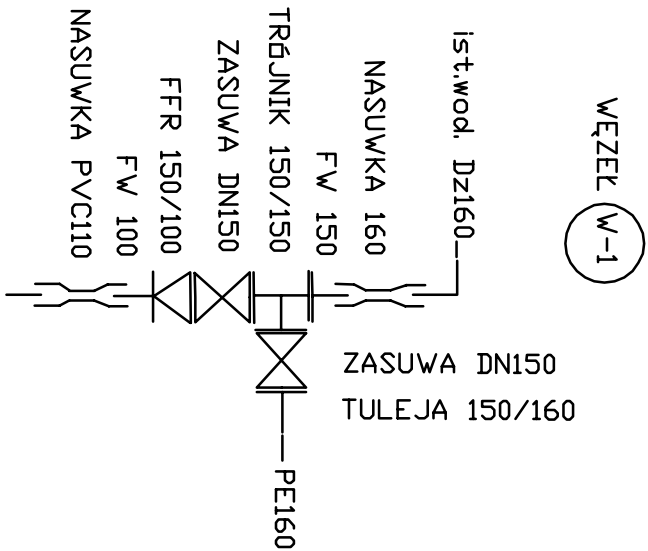 WĘZEŁ W-1
ist.wod. Dz160
NASUWKA 160
FW 150
TRÓJNIK 150/150
ZASUWA DN150
FFR 150/100
FW 100
NASUWKA PVC110
ZASUWA DN150
TULEJA 150/160
PE160